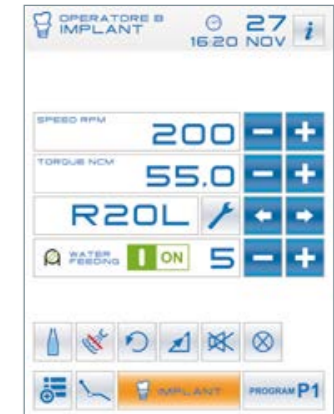 OPERATORE B
IMPLANT
27
16:20 NOV
i
SPEED RPM
200
TORQUE NCM
55.0
R20L
WATER FEEDING
ON
5
IMPLANT
PROGRAM P1